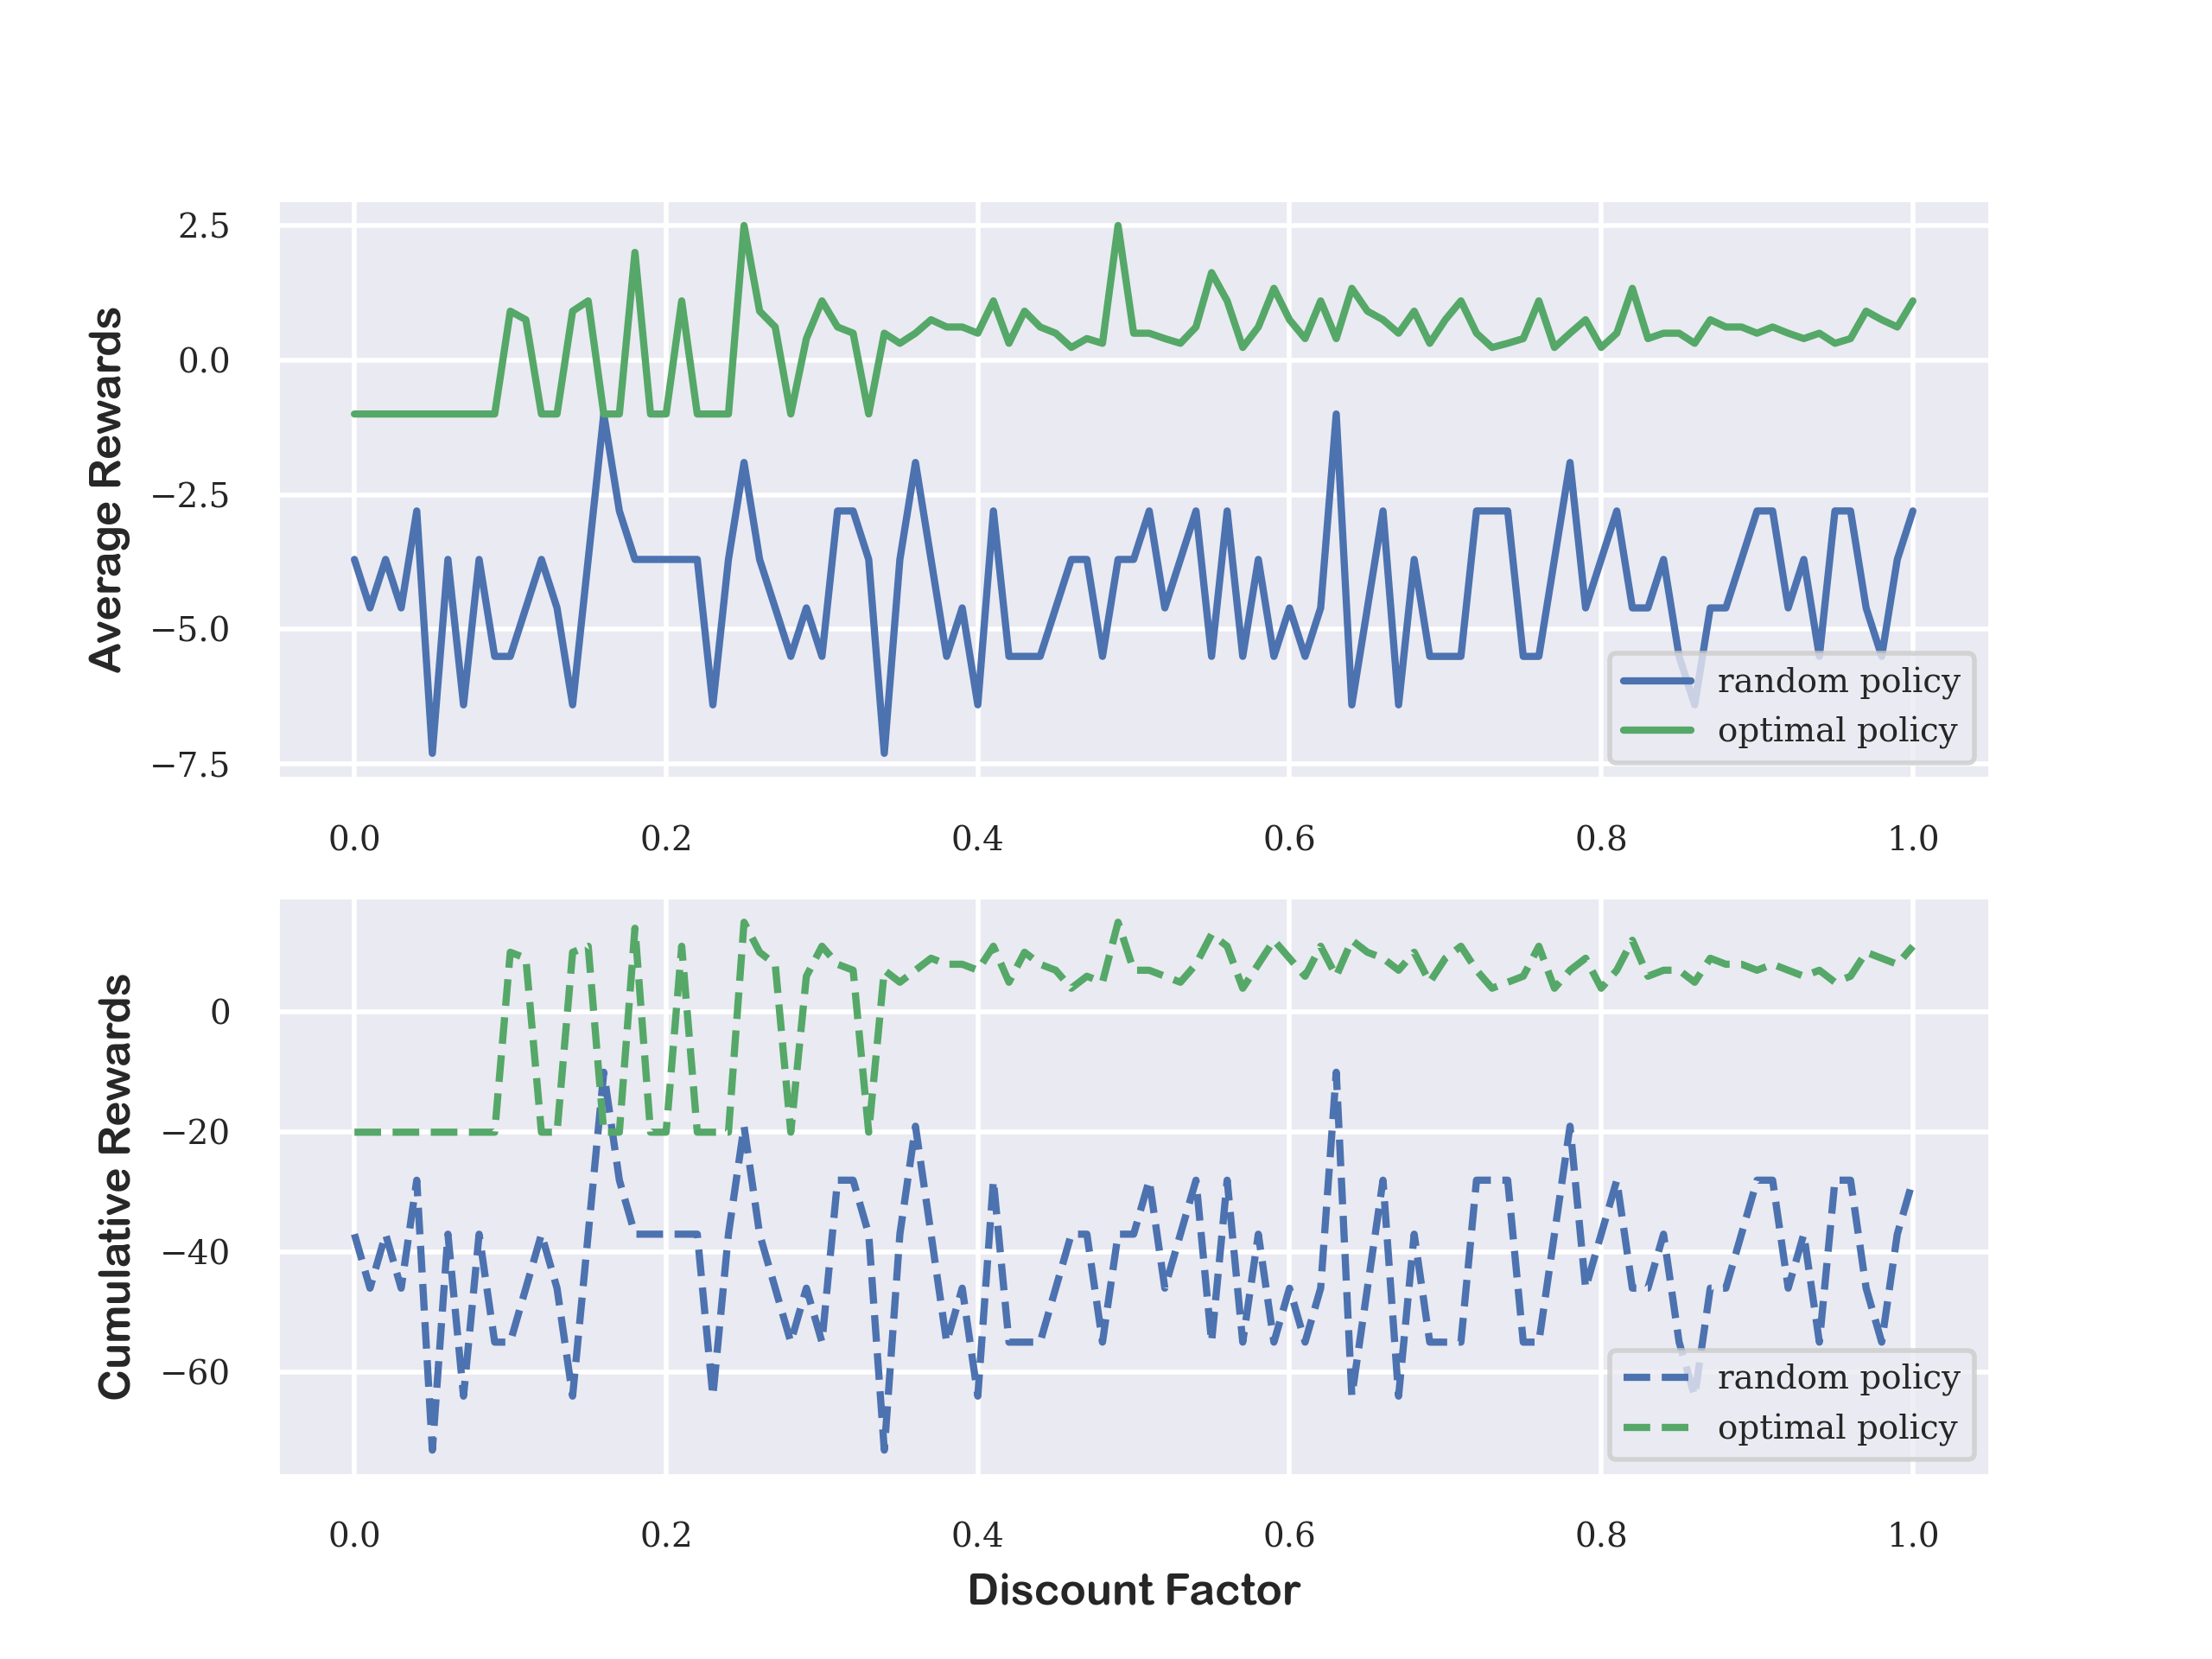 2.5
0.0
−2.5
−5.0
−7.5
Average Rewards
random policy
optimal policy
0.0 0.2 0.4 0.6 0.8 1.0
0
−20
−40
−60
Cumulative Rewards
random policy
optimal policy
0.0 0.2 0.4 0.6 0.8 1.0
Discount Factor